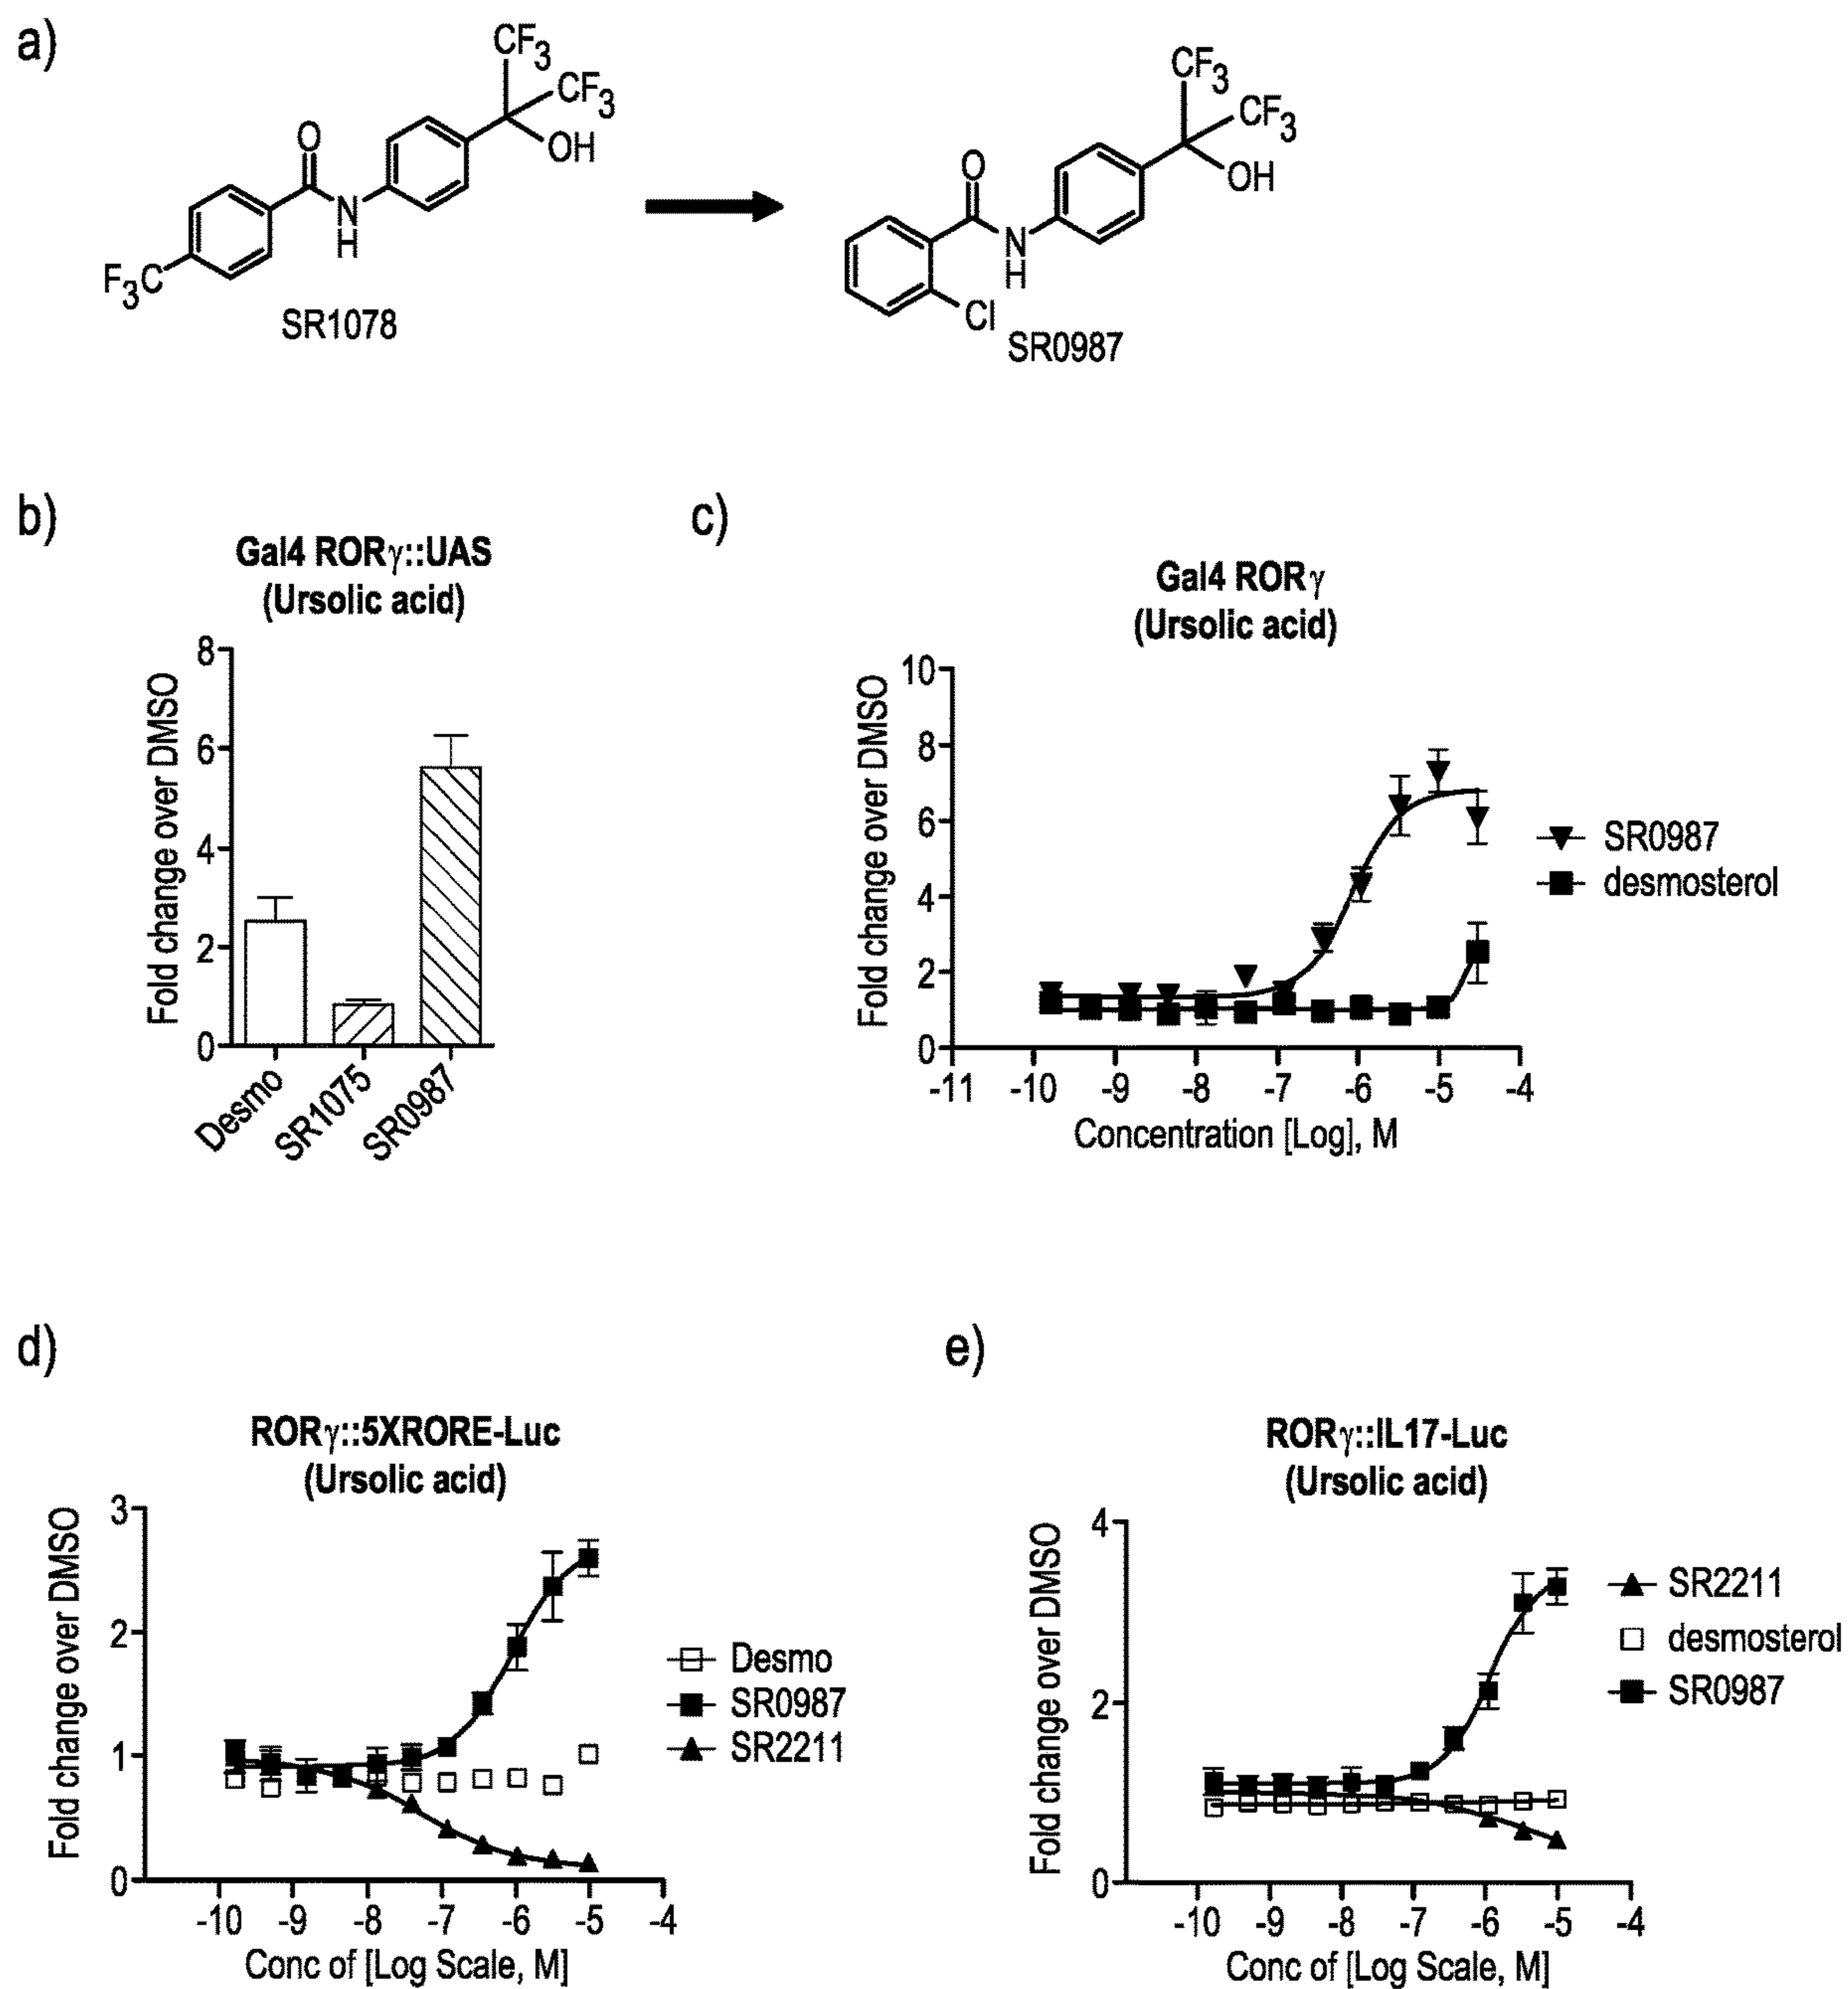 a)
CF3
CF3
OH
O
N
H
F3C
SR1078
CF3
CF3
OH
O
N
H
Cl
SR0987
b)
Gal4 RORγ::UAS
(Ursolic acid)
Fold change over DMSO
8
6
4
2
0
Desmo
SR1075
SR0987
c)
Gal4 RORγ
(Ursolic acid)
Fold change over DMSO
10
8
6
4
2
0
-11 -10 -9 -8 -7 -6 -5 -4
Concentration [Log], M
SR0987
desmosterol
d)
RORγ::5XRORE-Luc
(Ursolic acid)
Fold change over DMSO
3
2
1
0
-10 -9 -8 -7 -6 -5 -4
Conc of [Log Scale, M]
Desmo
SR0987
SR2211
e)
RORγ::IL17-Luc
(Ursolic acid)
Fold change over DMSO
4
2
0
-10 -9 -8 -7 -6 -5 -4
Conc of [Log Scale, M]
SR2211
desmosterol
SR0987